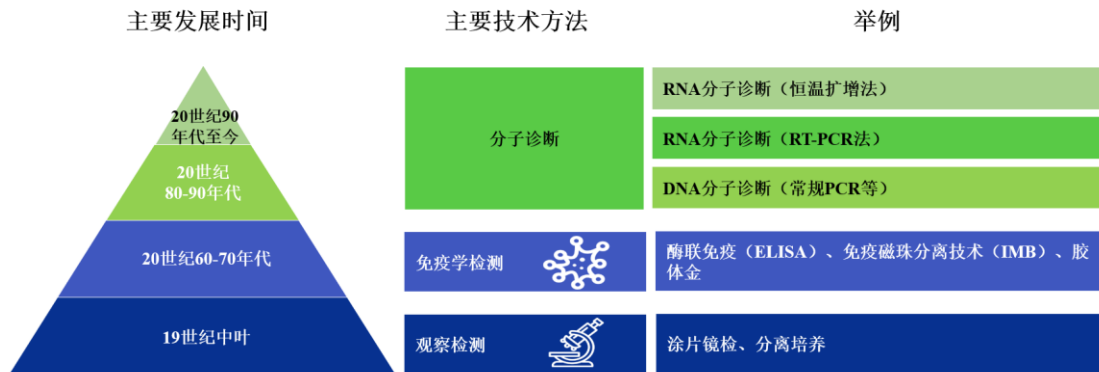 主要发展时间
主要技术方法
举例
20世纪90
年代至今
20世纪
80-90年代
20世纪60-70年代
19世纪中叶
分子诊断
免疫学检测
观察检测
RNA分子诊断（恒温扩增法）
RNA分子诊断（RT-PCR法）
DNA分子诊断（常规PCR等）
酶联免疫（ELISA）、免疫磁珠分离技术（IMB）、胶
体金
涂片镜检、分离培养